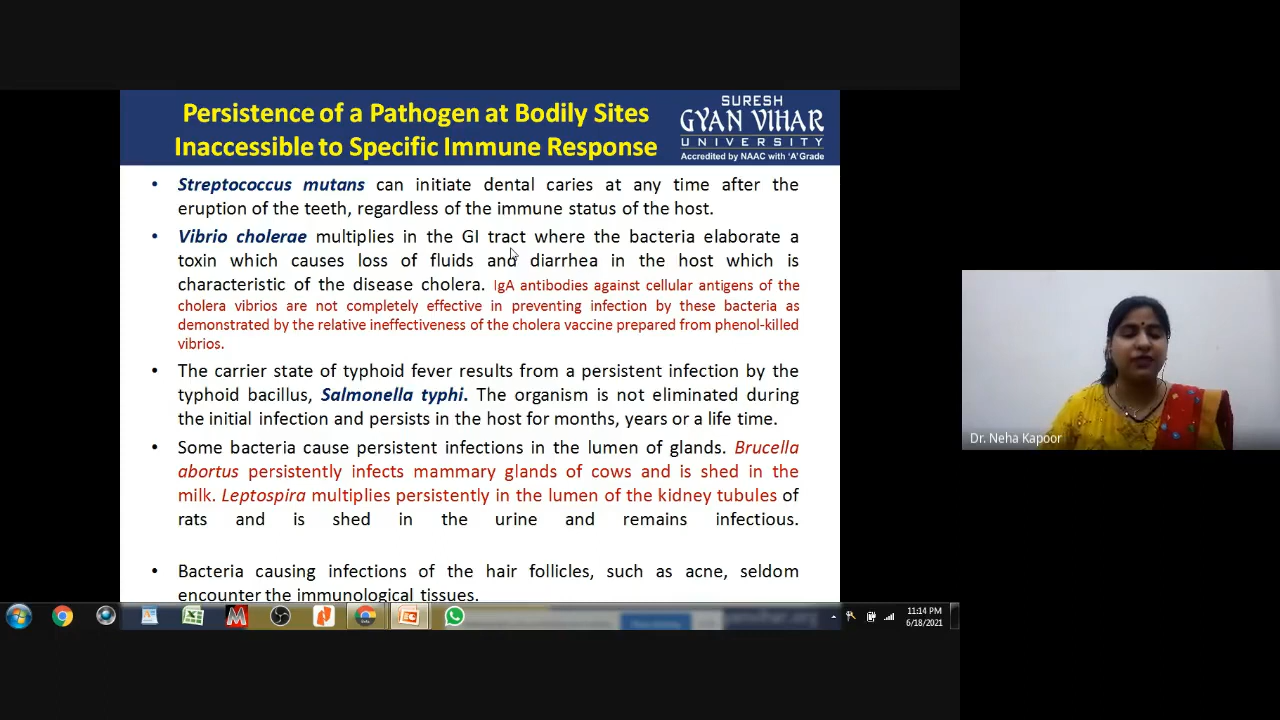 Persistence of a Pathogen at Bodily Sites
Inaccessible to Specific Immune Response
SURESH
GYAN VIHAR
UNIVERSITY
Accredited by NAAC with 'A' Grade
• Streptococcus mutans can initiate dental caries at any time after the
eruption of the teeth, regardless of the immune status of the host.
• Vibrio cholerae multiplies in the GI tract where the bacteria elaborate a
toxin which causes loss of fluids and diarrhea in the host which is
characteristic of the disease cholera. IgA antibodies against cellular antigens of the
cholera vibrios are not completely effective in preventing infection by these bacteria as
demonstrated by the relative ineffectiveness of the cholera vaccine prepared from phenol-killed
vibrios.
• The carrier state of typhoid fever results from a persistent infection by the
typhoid bacillus, Salmonella typhi. The organism is not eliminated during
the initial infection and persists in the host for months, years or a life time.
• Some bacteria cause persistent infections in the lumen of glands. Brucella
abortus persistently infects mammary glands of cows and is shed in the
milk. Leptospira multiplies persistently in the lumen of the kidney tubules of
rats and is shed in the urine and remains infectious.
• Bacteria causing infections of the hair follicles, such as acne, seldom
encounter the immunological tissues.
Dr. Neha Kapoor
11:14 PM
6/18/2021